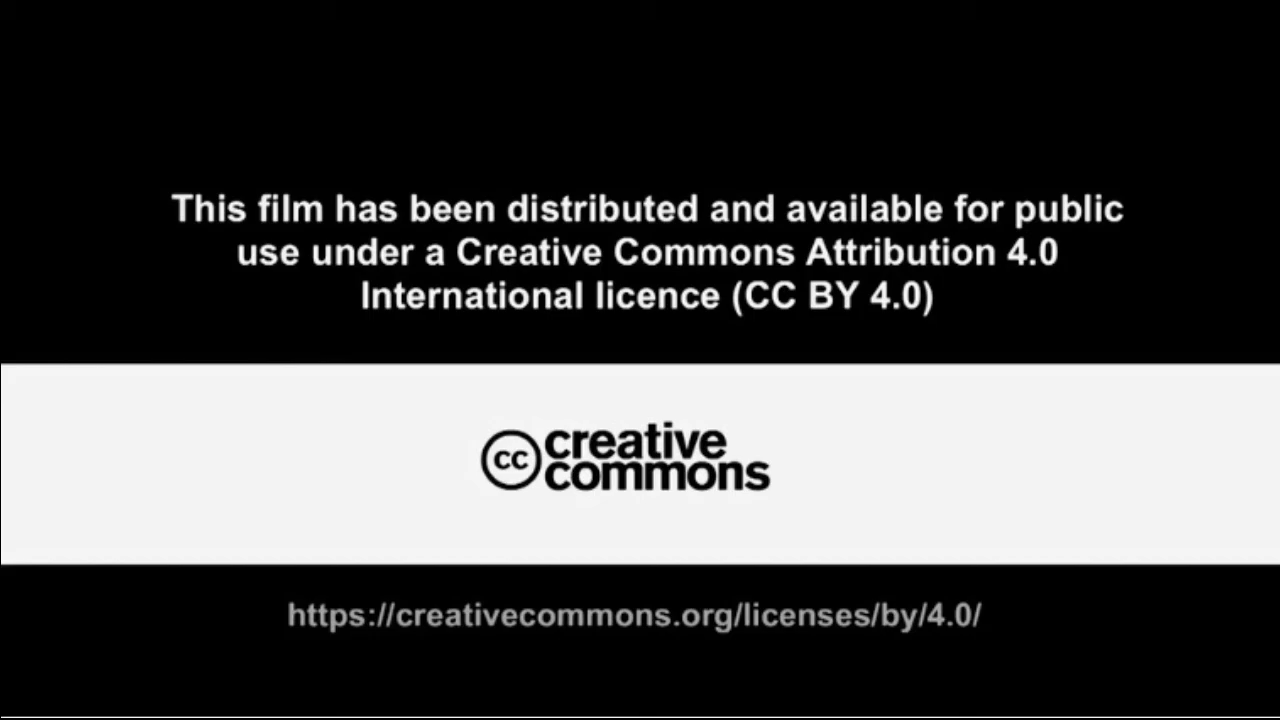 This film has been distributed and available for public
use under a Creative Commons Attribution 4.0
International licence (CC BY 4.0)
cc creative
commons
https://creativecommons.org/licenses/by/4.0/